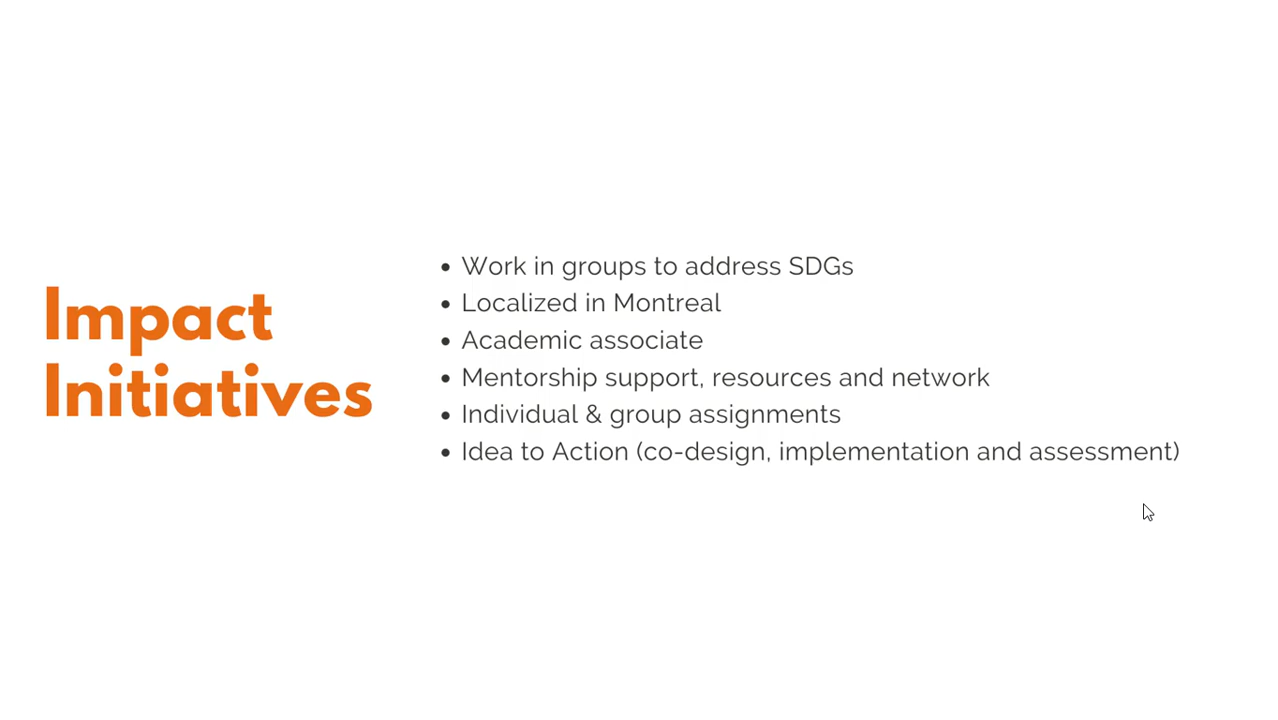 Impact
Initiatives
• Work in groups to address SDGs
• Localized in Montreal
• Academic associate
• Mentorship support, resources and network
• Individual & group assignments
• Idea to Action (co-design, implementation and assessment)